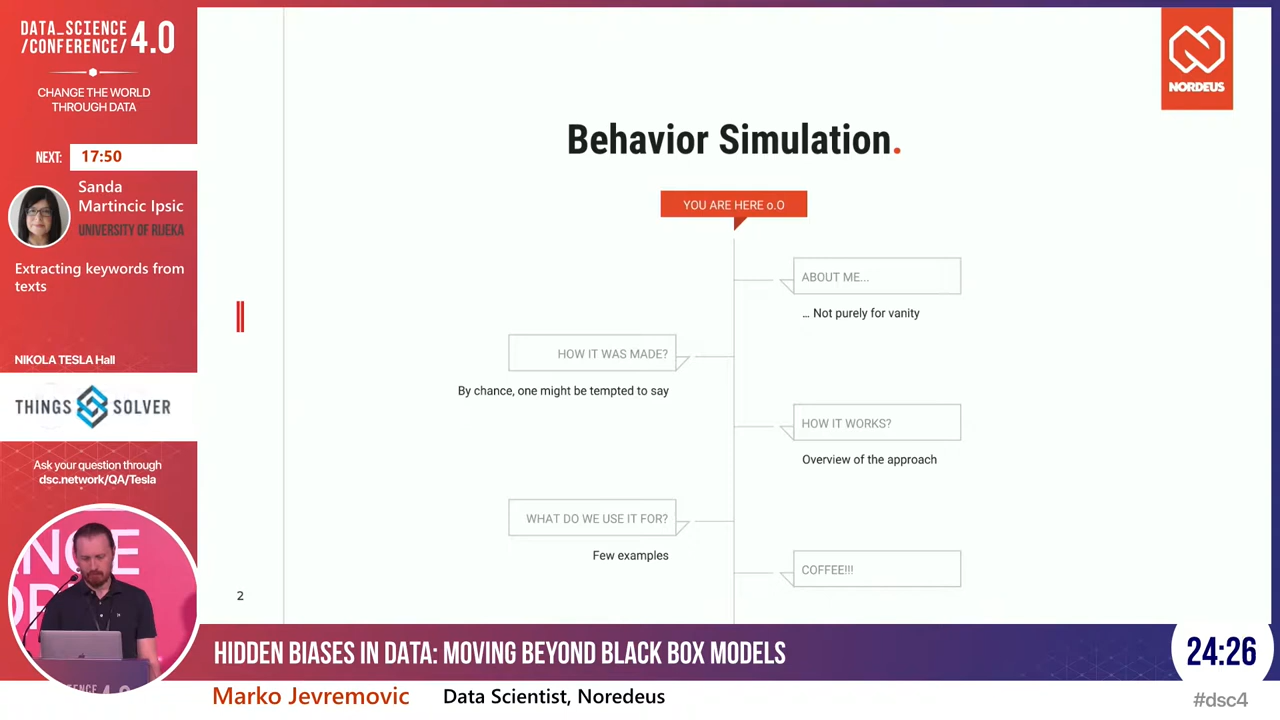 DATA_SCIENCE
/CONFERENCE/ 4.0
CHANGE THE WORLD
THROUGH DATA
NEXT: 17:50
Sanda
Martincic Ipsic
UNIVERSITY OF RIJEKA
Extracting keywords from
texts
NIKOLA TESLA Hall
THINGS SOLVER
Ask your question through
dsc.network/QA/Tesla
NORDEUS
Behavior Simulation.
YOU ARE HERE o.O
ABOUT ME...
... Not purely for vanity
HOW IT WAS MADE?
By chance, one might be tempted to say
HOW IT WORKS?
Overview of the approach
WHAT DO WE USE IT FOR?
Few examples
COFFEE!!!
2
HIDDEN BIASES IN DATA: MOVING BEYOND BLACK BOX MODELS
24:26
Marko Jevremovic Data Scientist, Noredeus
#dsc4